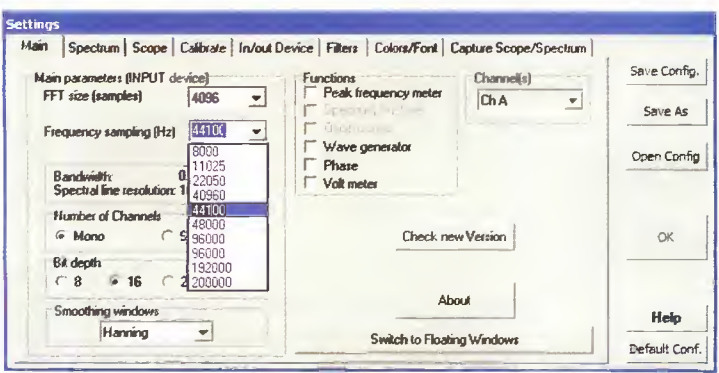 Settings
Main Spectrum Scope Calibrate In/out Device Filters Colors/Font Capture Scope/Spectrum
Main parameters (INPUT device)
FFT size (samples) 4096
Frequency sampling (Hz) 44100
8000
11025
22050
40960
44100
48000
96000
96000
192000
200000
Bandwidth: 0
Spectral line resolution: 1
Number of Channels
Mono S
Bit depth
8 16 2
Smoothing windows
Hanning
Functions
Peak frequency meter
Wave generator
Phase
Volt meter
Channel(s)
Ch A
Check new Version
About
Switch to Floating Windows
Save Config.
Save As
Open Config
OK
Help
Default Conf.